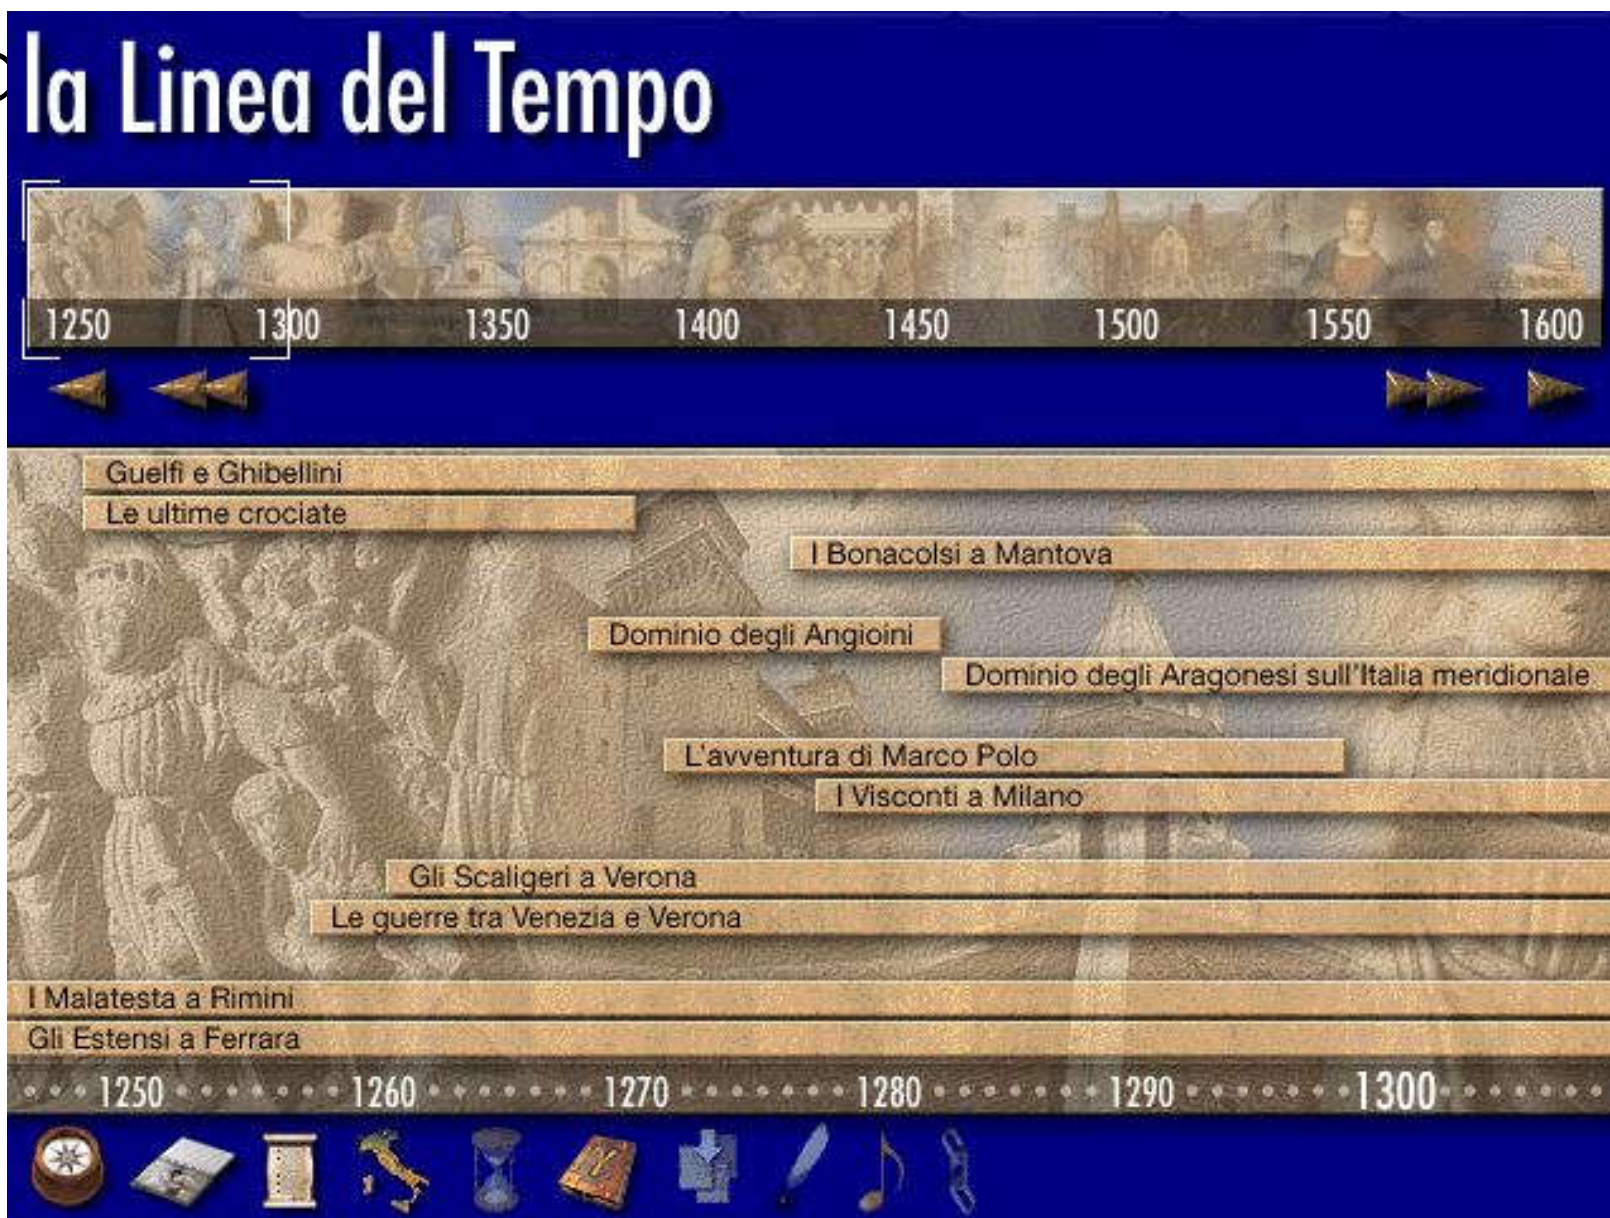 la Linea del Tempo
1250 1300 1350 1400 1450 1500 1550 1600
Guelfi e Ghibellini
Le ultime crociate
I Bonacolsi a Mantova
Dominio degli Angioini
Dominio degli Aragonesi sull'Italia meridionale
L'avventura di Marco Polo
I Visconti a Milano
Gli Scaligeri a Verona
Le guerre tra Venezia e Verona
I Malatesta a Rimini
Gli Estensi a Ferrara
1250 1260 1270 1280 1290 1300